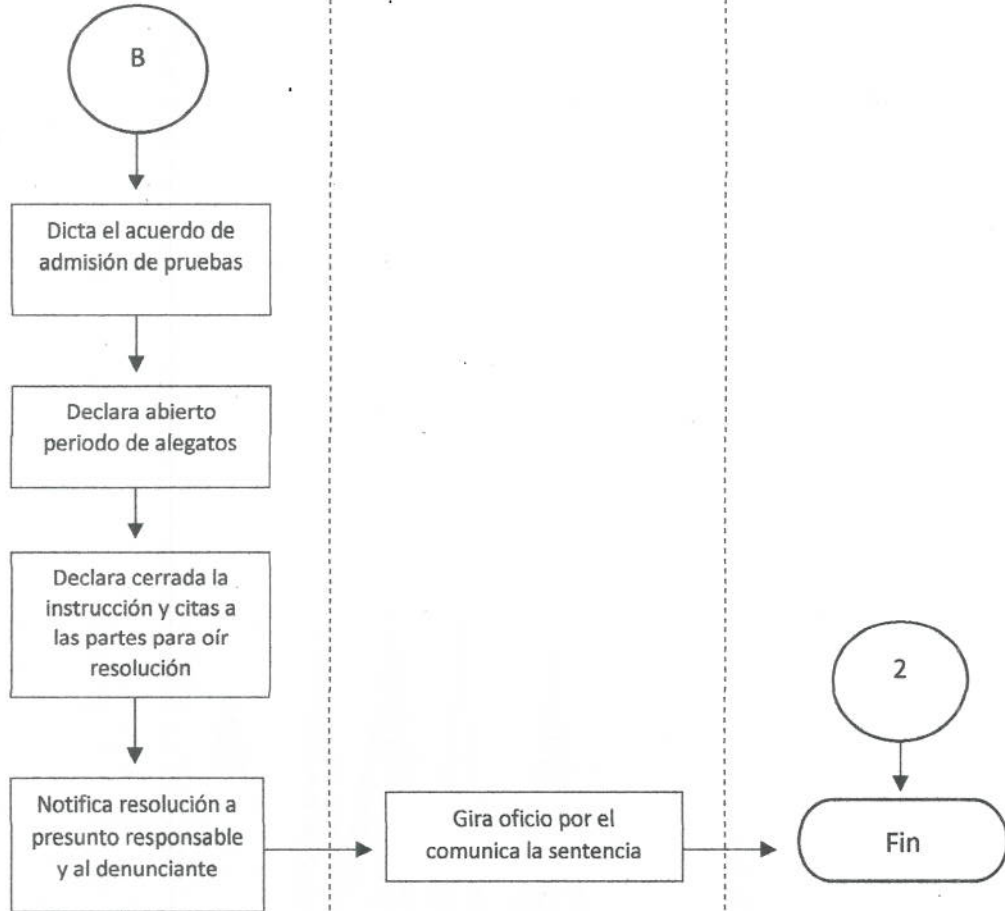 B
Dicta el acuerdo de
admisión de pruebas
Declara abierto
periodo de alegatos
Declara cerrada la
instrucción y citas a
las partes para oír
resolución
2
Notifica resolución a
presunto responsable
y al denunciante
Gira oficio por el
comunica la sentencia
Fin